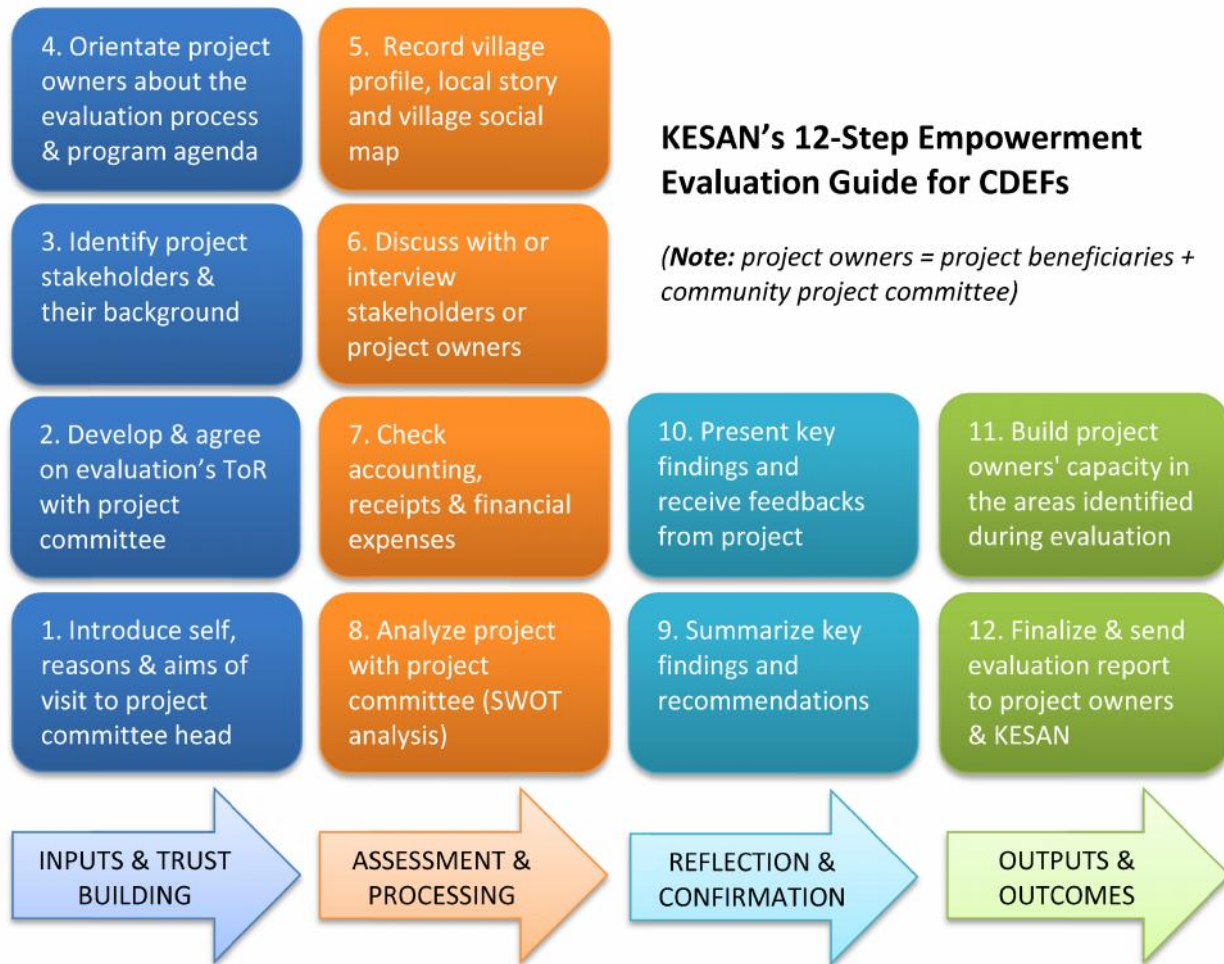 KESAN's 12-Step Empowerment
Evaluation Guide for CDEFs
(Note: project owners = project beneficiaries +
community project committee)
4. Orientate project
owners about the
evaluation process
& program agenda
3. Identify project
stakeholders &
their background
2. Develop & agree
on evaluation's ToR
with project
committee
1. Introduce self,
reasons & aims of
visit to project
committee head
INPUTS & TRUST
BUILDING
5. Record village
profile, local story
and village social
map
6. Discuss with or
interview
stakeholders or
project owners
7. Check
accounting,
receipts & financial
expenses
8. Analyze project
with project
committee (SWOT
analysis)
ASSESSMENT &
PROCESSING
10. Present key
findings and
receive feedbacks
from project
9. Summarize key
findings and
recommendations
REFLECTION &
CONFIRMATION
11. Build project
owners' capacity in
the areas identified
during evaluation
12. Finalize & send
evaluation report
to project owners
& KESAN
OUTPUTS &
OUTCOMES